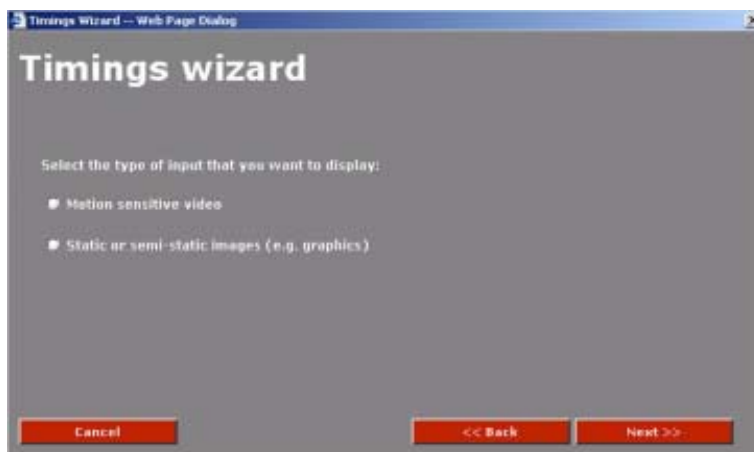 Timings Wizard -- Web Page Dialog
Timings wizard
Select the type of input that you want to display:
Motion sensitive video
Static or semi-static images (e.g. graphics)
Cancel
<< Back
Next >>